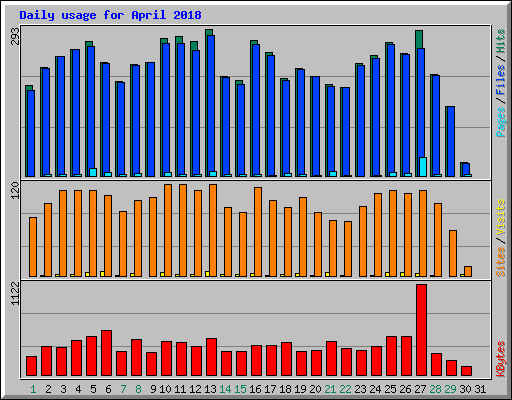 Daily usage for April 2018
293
Pages / Files / Hits
120
Sites / Visits
1122
KBytes
1 2 3 4 5 6 7 8 9 10 11 12 13 14 15 16 17 18 19 20 21 22 23 24 25 26 27 28 29 30 31